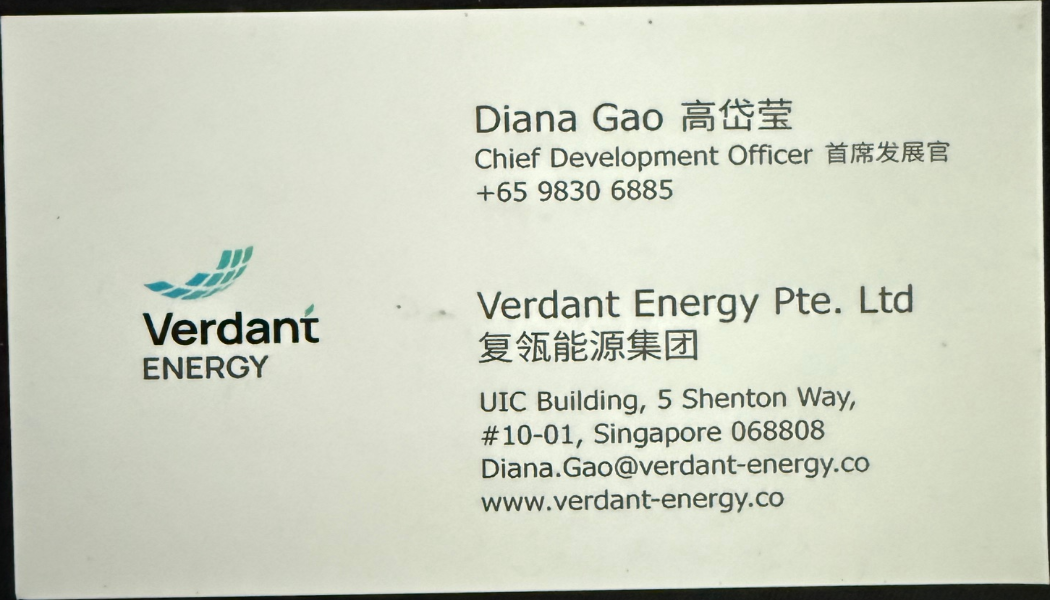 Verdant
ENERGY
Diana Gao 高岱莹
Chief Development Officer 首席发展官
+65 9830 6885
Verdant Energy Pte. Ltd
复瓴能源集团
UIC Building, 5 Shenton Way,
#10-01, Singapore 068808
Diana.Gao@verdant-energy.co
www.verdant-energy.co